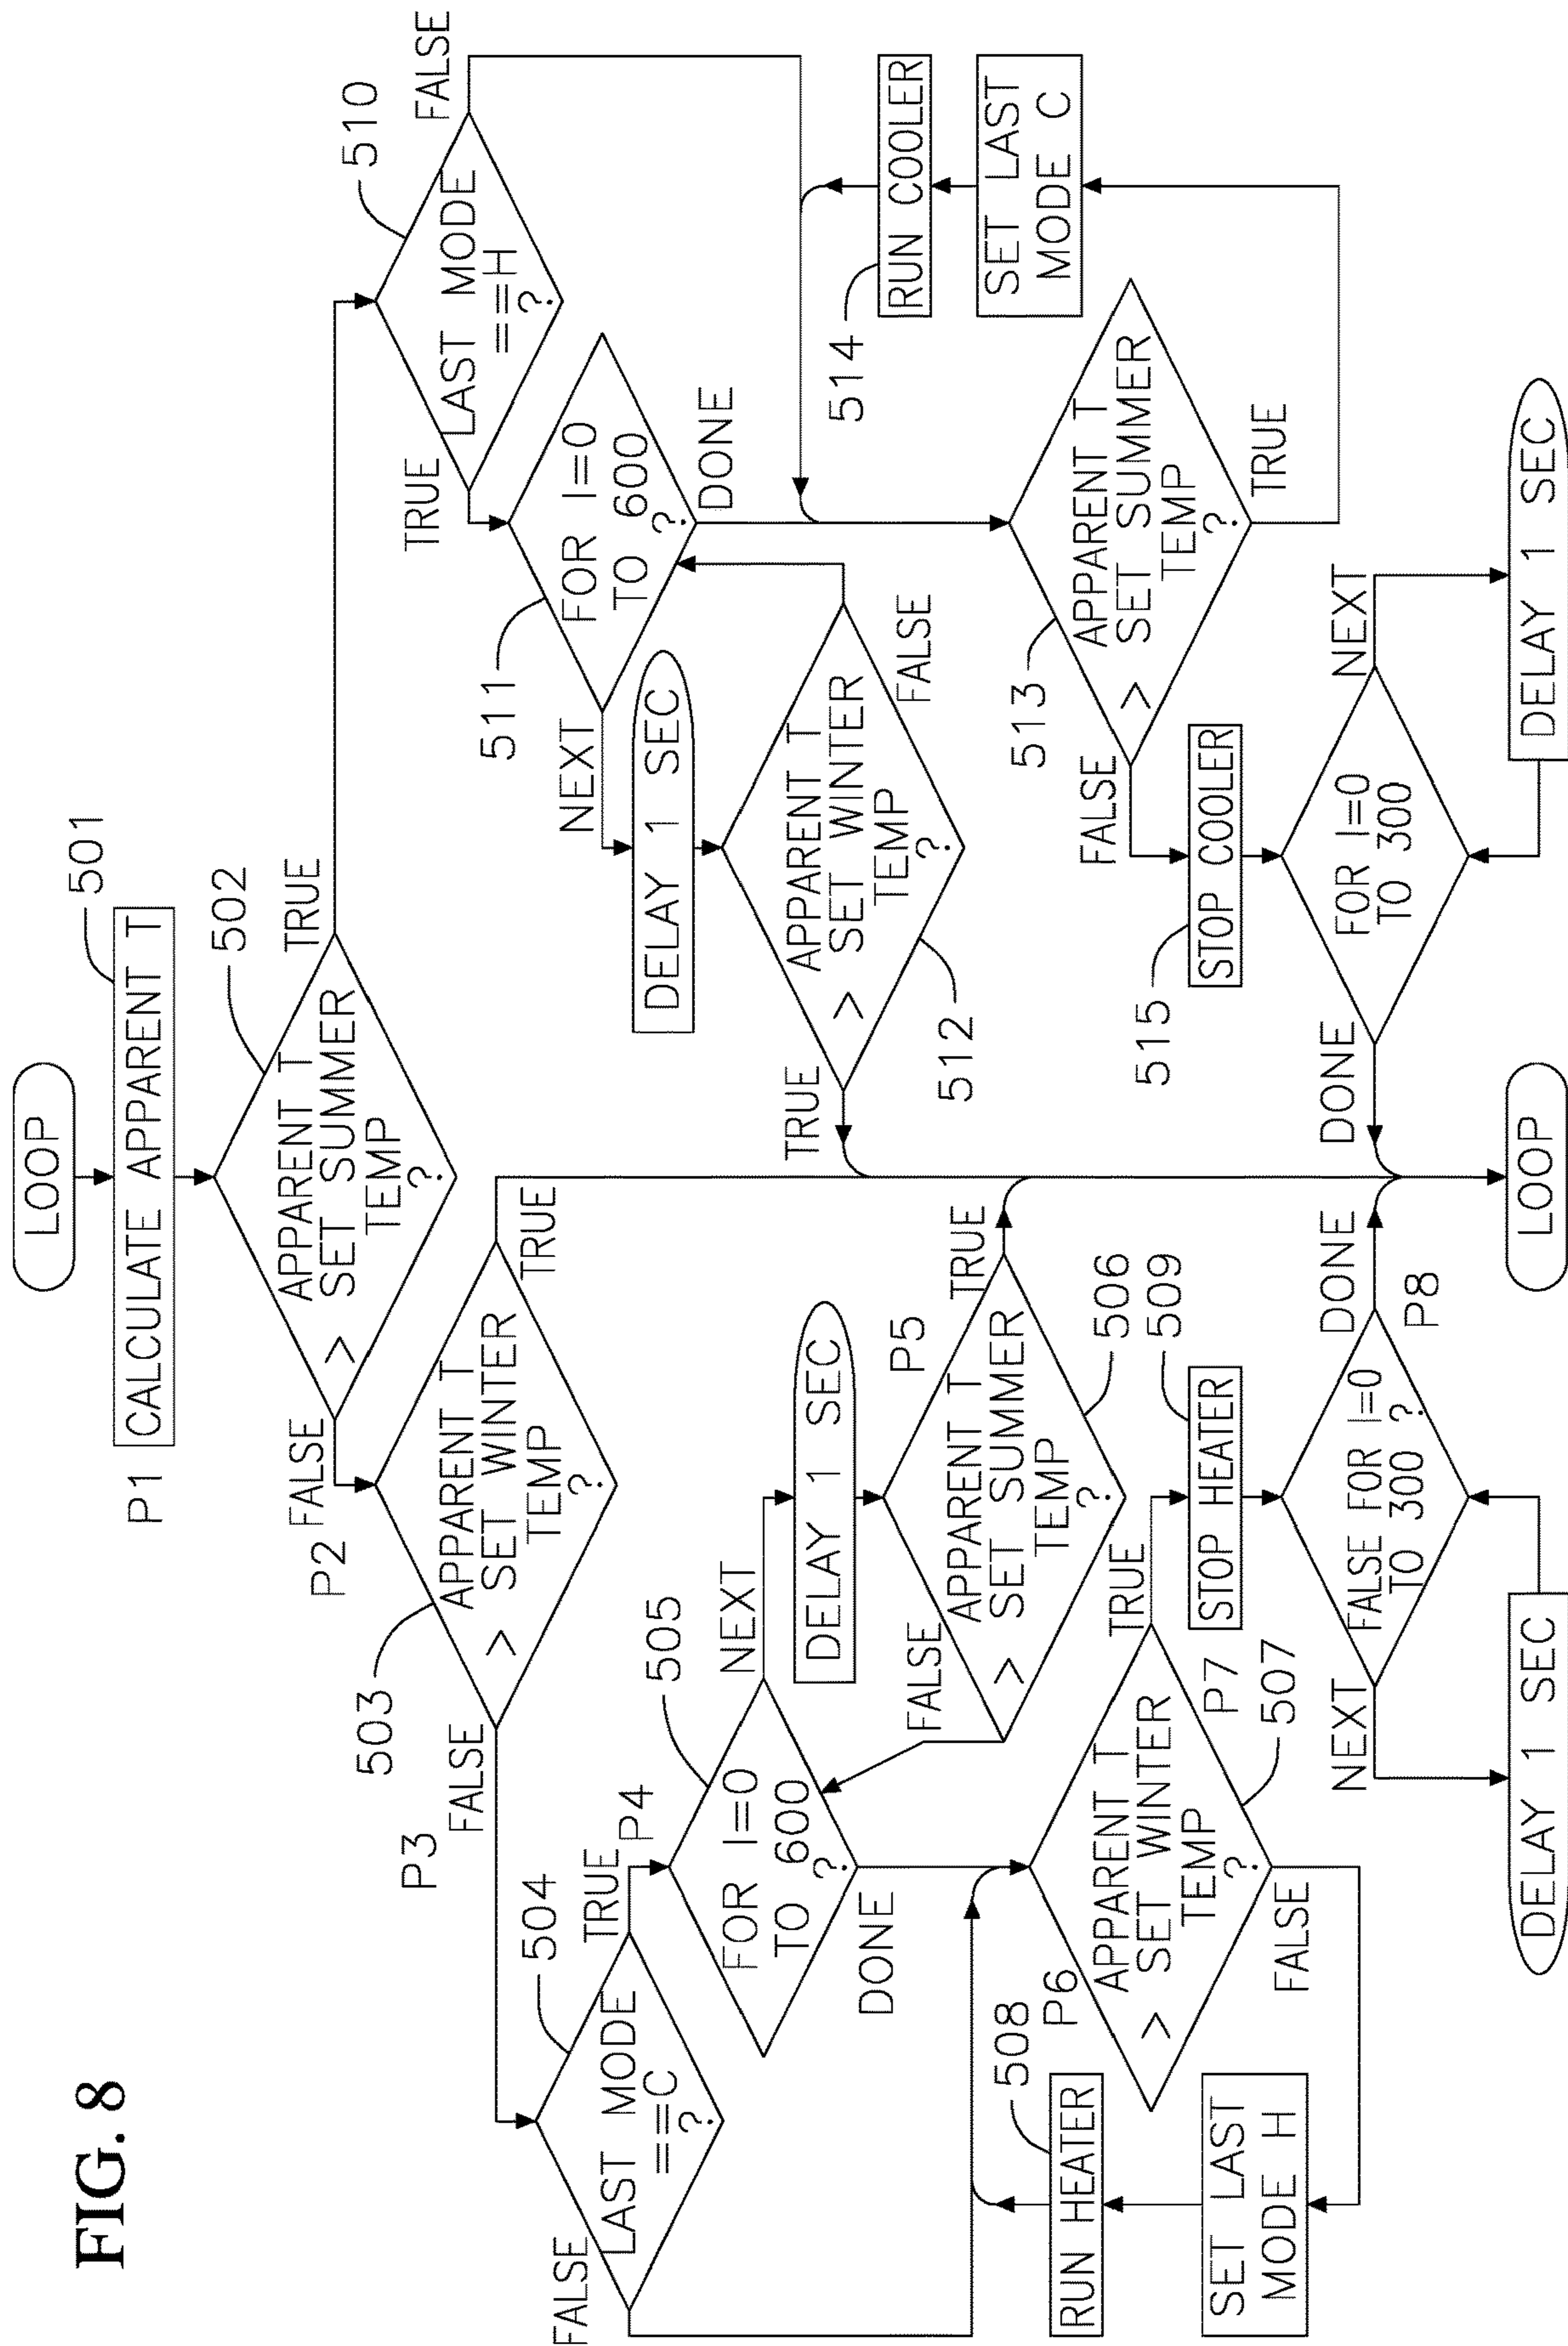 FIG. 8
LOOP
501
P1
CALCULATE APPARENT T
502
APPARENT T
> SET SUMMER
TEMP
?
FALSE
TRUE
P2
503
APPARENT T
> SET WINTER
TEMP
?
FALSE
TRUE
P3
504
LAST MODE
==C
?
FALSE
TRUE
P4
505
FOR I=0
TO 600
?
NEXT
DONE
DELAY 1 SEC
P5
506
APPARENT T
> SET SUMMER
TEMP
?
FALSE
TRUE
P6
507
APPARENT T
> SET WINTER
TEMP
?
TRUE
FALSE
508
RUN HEATER
SET LAST
MODE H
P7
509
STOP HEATER
FALSE FOR I=0
TO 300 ?
NEXT
DONE
P8
DELAY 1 SEC
510
LAST MODE
==H
?
TRUE
FALSE
511
FOR I=0
TO 600
?
NEXT
DONE
DELAY 1 SEC
512
APPARENT T
> SET WINTER
TEMP
?
TRUE
FALSE
513
APPARENT T
> SET SUMMER
TEMP
?
FALSE
TRUE
514
RUN COOLER
SET LAST
MODE C
515
STOP COOLER
FOR I=0
TO 300
DONE
NEXT
DELAY 1 SEC
LOOP